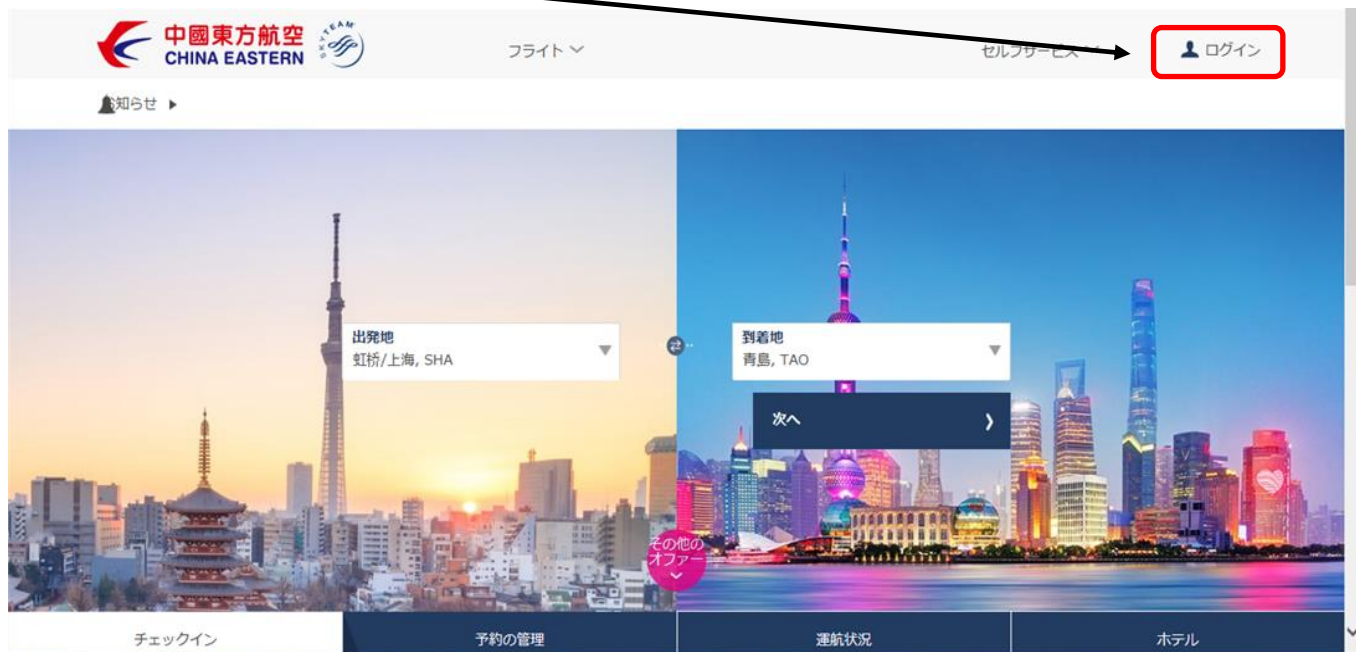 中國東方航空
CHINA EASTERN
SKYTEAM
フライト
セルフサービス
ログイン
お知らせ
出発地
虹桥/上海, SHA
到着地
青島, TAO
次へ
その他の
オファー
チェックイン
予約の管理
運航状況
ホテル